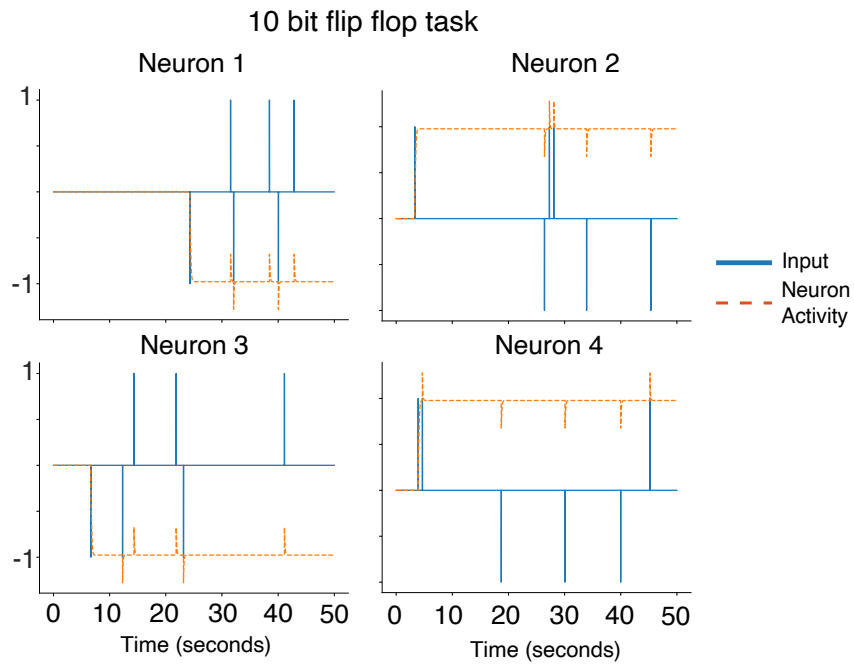 10 bit flip flop task
Neuron 1
Neuron 2
1
-1
Input
Neuron
Activity
Neuron 3
Neuron 4
1
-1
0 10 20 30 40 50
0 10 20 30 40 50
Time (seconds)
Time (seconds)